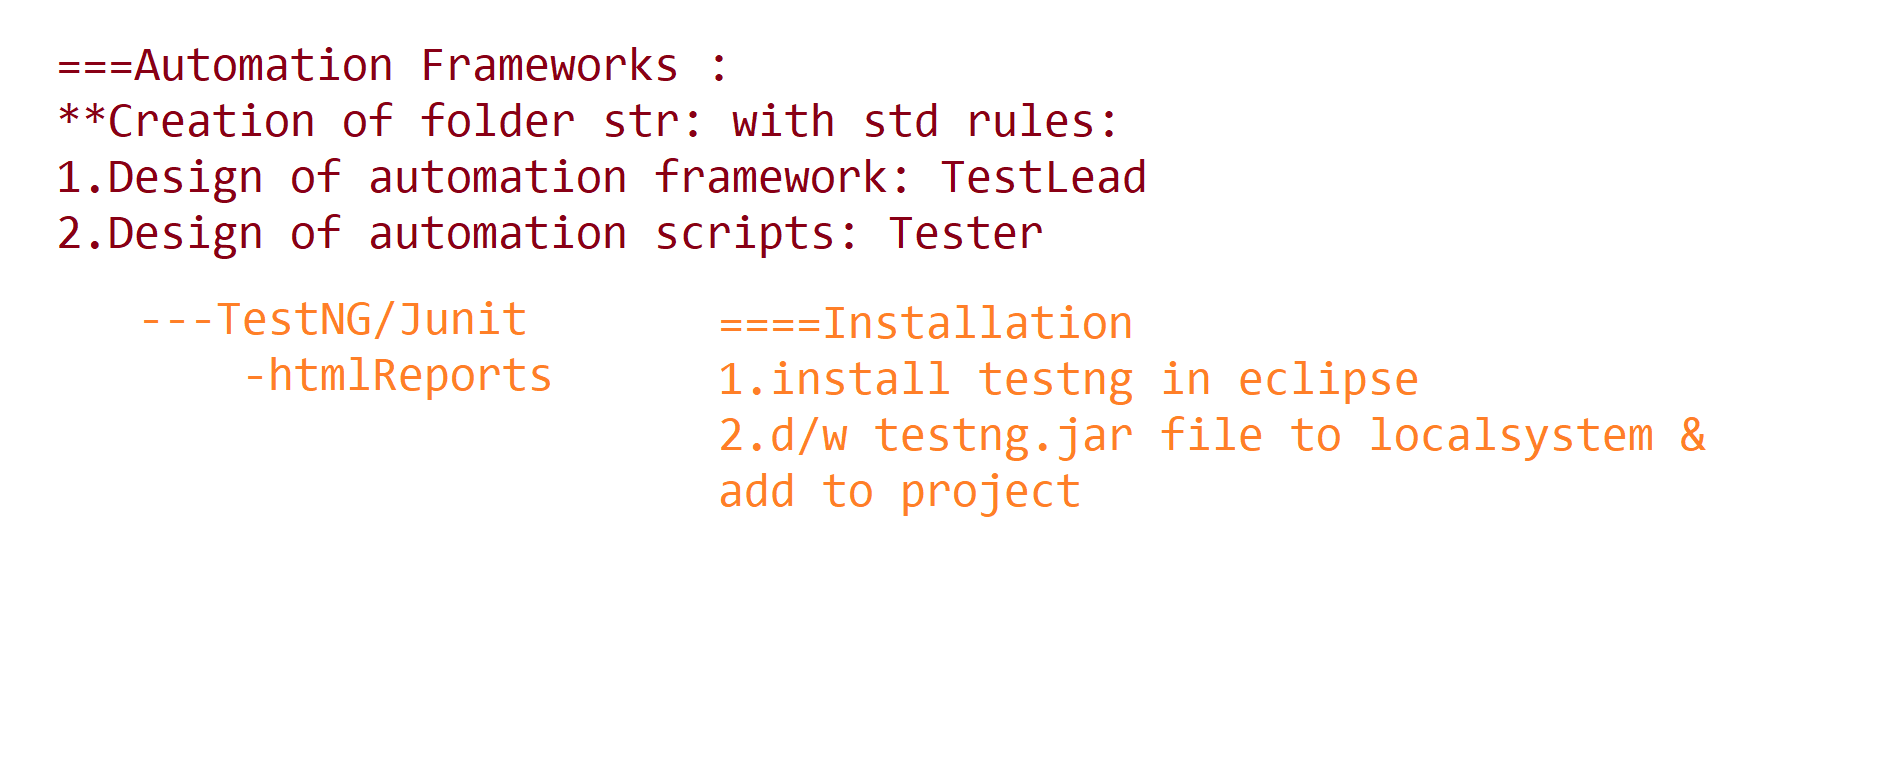 ===Automation Frameworks :
**Creation of folder str: with std rules:
1.Design of automation framework: TestLead
2.Design of automation scripts: Tester
---TestNG/Junit
-htmlReports
====Installation
1.install testng in eclipse
2.d/w testng.jar file to localsystem &
add to project